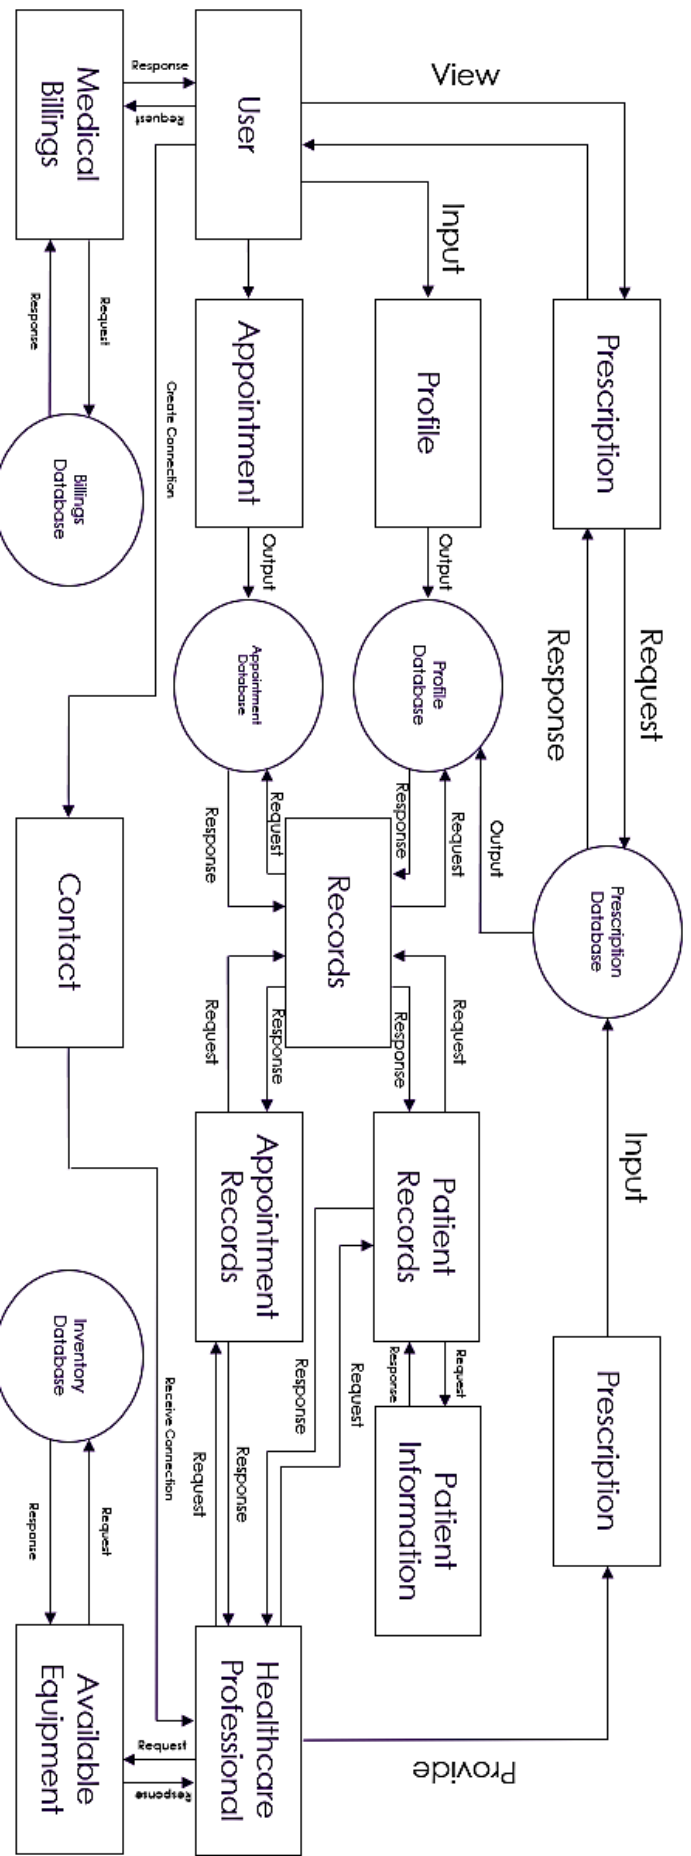 View
Prescription
Request
Response
Prescription
Database
Input
Prescription
Provide
Input
Profile
Output
Profile
Database
Output
Request
Response
Request
Response
Patient
Records
Request
Response
Patient
Information
Records
Request
Response
User
Appointment
Output
Appointment
Database
Request
Response
Response
Request
Appointment
Records
Response
Request
Healthcare
Professional
Response
Request
Create Connection
Receive Connection
Request
Response
Medical
Billings
Request
Response
Billings
Database
Contact
Inventory
Database
Request
Response
Available
Equipment